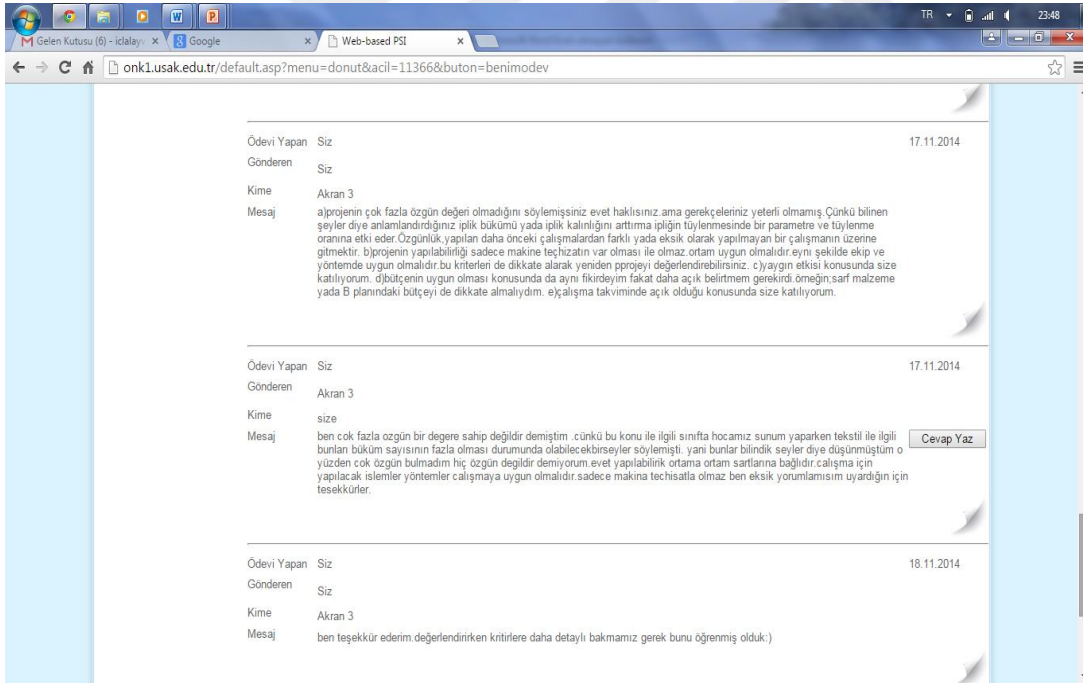 TR 23:48
Gelen Kutusu (6) - iclalayv
Google
Web-based PSI
onk1.usak.edu.tr/default.asp?menu=donut&acil=11366&buton=benimodev
Ödevi Yapan Siz 17.11.2014
Gönderen Siz
Kime Akran 3
Mesaj a)projenin çok fazla özgün değeri olmadığını söylemişsiniz evet haklısınız.ama gerekçeleriniz yeterli olmamış.Çünkü bilinen
şeyler diye anlamlandırdığınız iplik bükümü yada iplik kalınlığını arttırma ipliğin tüylenmesinde bir parametre ve tüylenme
oranına etki eder.Özgünlük,yapılan daha önceki çalışmalardan farklı yada eksik olarak yapılmayan bir çalışmanın üzerine
gitmektir. b)projenin yapılabilirliği sadece makine teçhizatın var olması ile olmaz.ortam uygun olmalıdır.eynı şekilde ekip ve
yöntemde uygun olmalıdır.bu kriterleri de dikkate alarak yeniden pprojeyi değerlendirebilirsiniz. c)yaygın etkisi konusunda size
katılıyorum. d)bütçenin uygun olması konusunda da aynı fikirdeyim fakat daha açık belirtmem gerekirdi.örneğin;sarf malzeme
yada B planındaki bütçeyi de dikkate almalıydım. e)çalışma takviminde açık olduğu konusunda size katılıyorum.
Ödevi Yapan Siz 17.11.2014
Gönderen Akran 3
Kime size
Mesaj ben cok fazla ozgün bir degere sahip değildir demiştim .cünkü bu konu ile ilgili sınıfta hocamız sunum yaparken tekstil ile ilgili
bunları büküm sayısının fazla olması durumunda olabilecekbirseyler söylemişti. yani bunlar bilindik seyler diye düşünmüştüm o
yüzden cok özgün bulmadım hiç özgün degildir demiyorum.evet yapılabilirik ortama ortam sartlarına bağlıdır.calışma için
yapılacak islemler yöntemler calışmaya uygun olmalıdır.sadece makina techisatla olmaz ben eksik yorumlamısım uyardığın için
tesekkürler.
Cevap Yaz
Ödevi Yapan Siz 18.11.2014
Gönderen Siz
Kime Akran 3
Mesaj ben teşekkür ederim.değerlendirirken kritirlere daha detaylı bakmamız gerek bunu öğrenmiş olduk:)